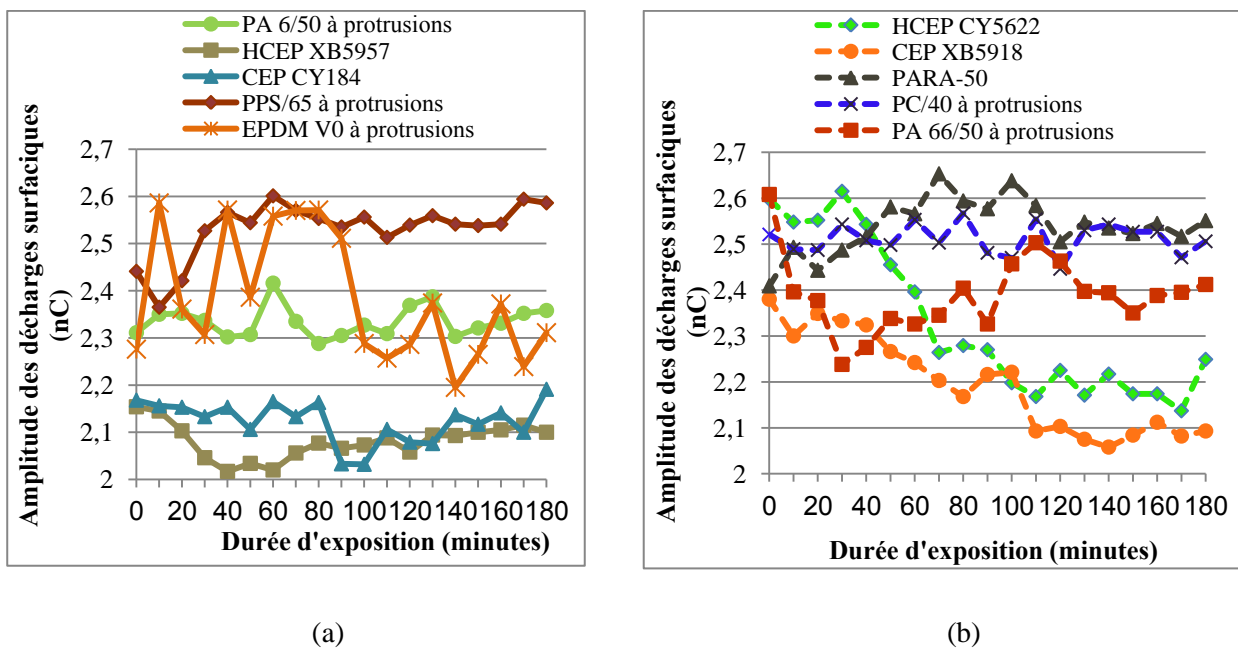 PA 6/50 à protrusions
HCEP XB5957
CEP CY184
PPS/65 à protrusions
EPDM V0 à protrusions
Amplitude des décharges surfaciques
(nC)
2,7
2,6
2,5
2,4
2,3
2,2
2,1
2
0 20 40 60 80 100 120 140 160 180
Durée d'exposition (minutes)
(a)
HCEP CY5622
CEP XB5918
PARA-50
PC/40 à protrusions
PA 66/50 à protrusions
Amplitude des décharges surfaciques
(nC)
2,7
2,6
2,5
2,4
2,3
2,2
2,1
2
0 20 40 60 80 100 120 140 160 180
Durée d'exposition (minutes)
(b)